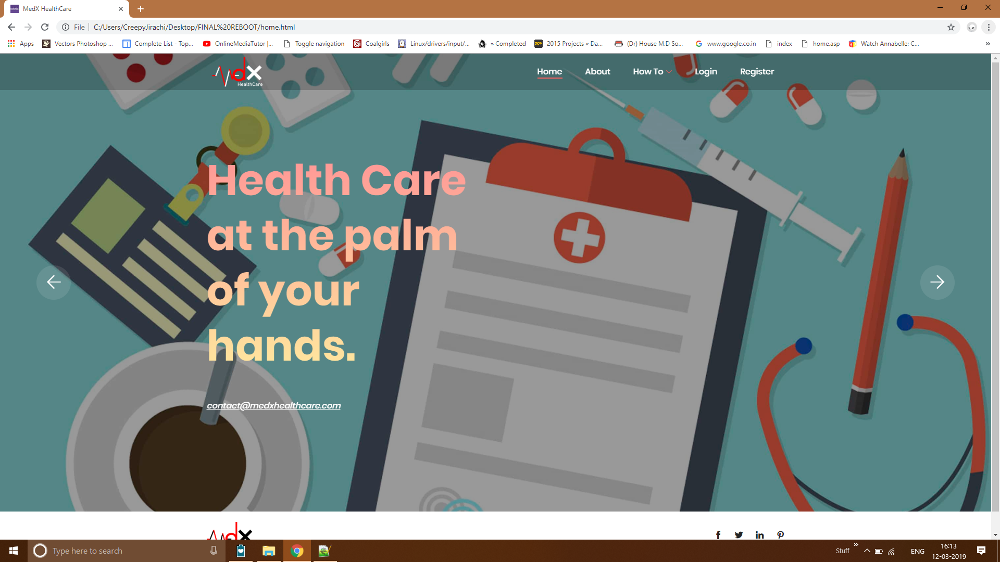 MedX HealthCare
File
C:/Users/CreepyJirachi/Desktop/FINAL%20REBOOT/home.html
Apps
Vectors Photoshop ...
Complete List - Top...
OnlineMediaTutor |...
Toggle navigation
Coalgirls
Linux/drivers/input/...
» Completed
2015 Projects « Da...
(Dr) House M.D So...
www.google.co.in
index
home.asp
Watch Annabelle: C...
»
MedX
HealthCare
Home
About
How To
Login
Register
Health Care
at the palm
of your
hands.
contact@medxhealthcare.com
MedX
Type here to search
Stuff
»
ENG
16:13
12-03-2019